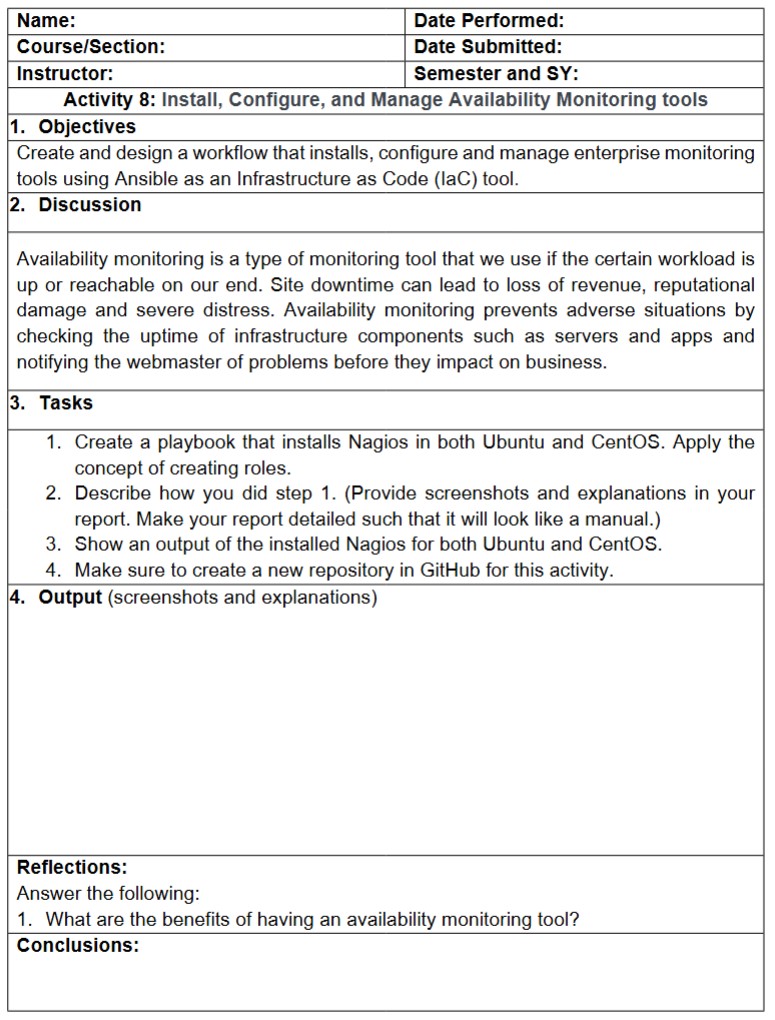 Name:
Date Performed:
Course/Section:
Date Submitted:
Instructor:
Semester and SY:
Activity 8: Install, Configure, and Manage Availability Monitoring tools
1. Objectives
Create and design a workflow that installs, configure and manage enterprise monitoring
tools using Ansible as an Infrastructure as Code (IaC) tool.
2. Discussion
Availability monitoring is a type of monitoring tool that we use if the certain workload is
up or reachable on our end. Site downtime can lead to loss of revenue, reputational
damage and severe distress. Availability monitoring prevents adverse situations by
checking the uptime of infrastructure components such as servers and apps and
notifying the webmaster of problems before they impact on business.
3. Tasks
1. Create a playbook that installs Nagios in both Ubuntu and CentOS. Apply the
concept of creating roles.
2. Describe how you did step 1. (Provide screenshots and explanations in your
report. Make your report detailed such that it will look like a manual.)
3. Show an output of the installed Nagios for both Ubuntu and CentOS.
4. Make sure to create a new repository in GitHub for this activity.
4. Output (screenshots and explanations)
Reflections:
Answer the following:
1. What are the benefits of having an availability monitoring tool?
Conclusions: